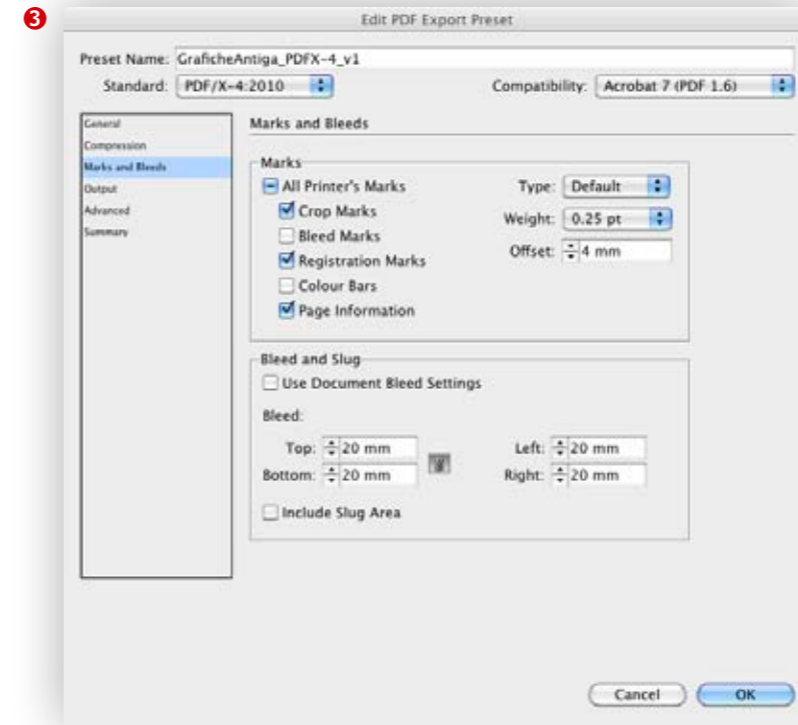 3
Edit PDF Export Preset
Preset Name: GraficheAntiga_PDFX-4_v1
Standard: PDF/X-4:2010 Compatibility: Acrobat 7 (PDF 1.6)
General
Compression
Marks and Bleeds
Output
Advanced
Summary
Marks and Bleeds
Marks
All Printer's Marks
Crop Marks
Bleed Marks
Registration Marks
Colour Bars
Page Information
Type: Default
Weight: 0.25 pt
Offset: 4 mm
Bleed and Slug
Use Document Bleed Settings
Bleed:
Top: 20 mm Left: 20 mm
Bottom: 20 mm Right: 20 mm
Include Slug Area
Cancel OK